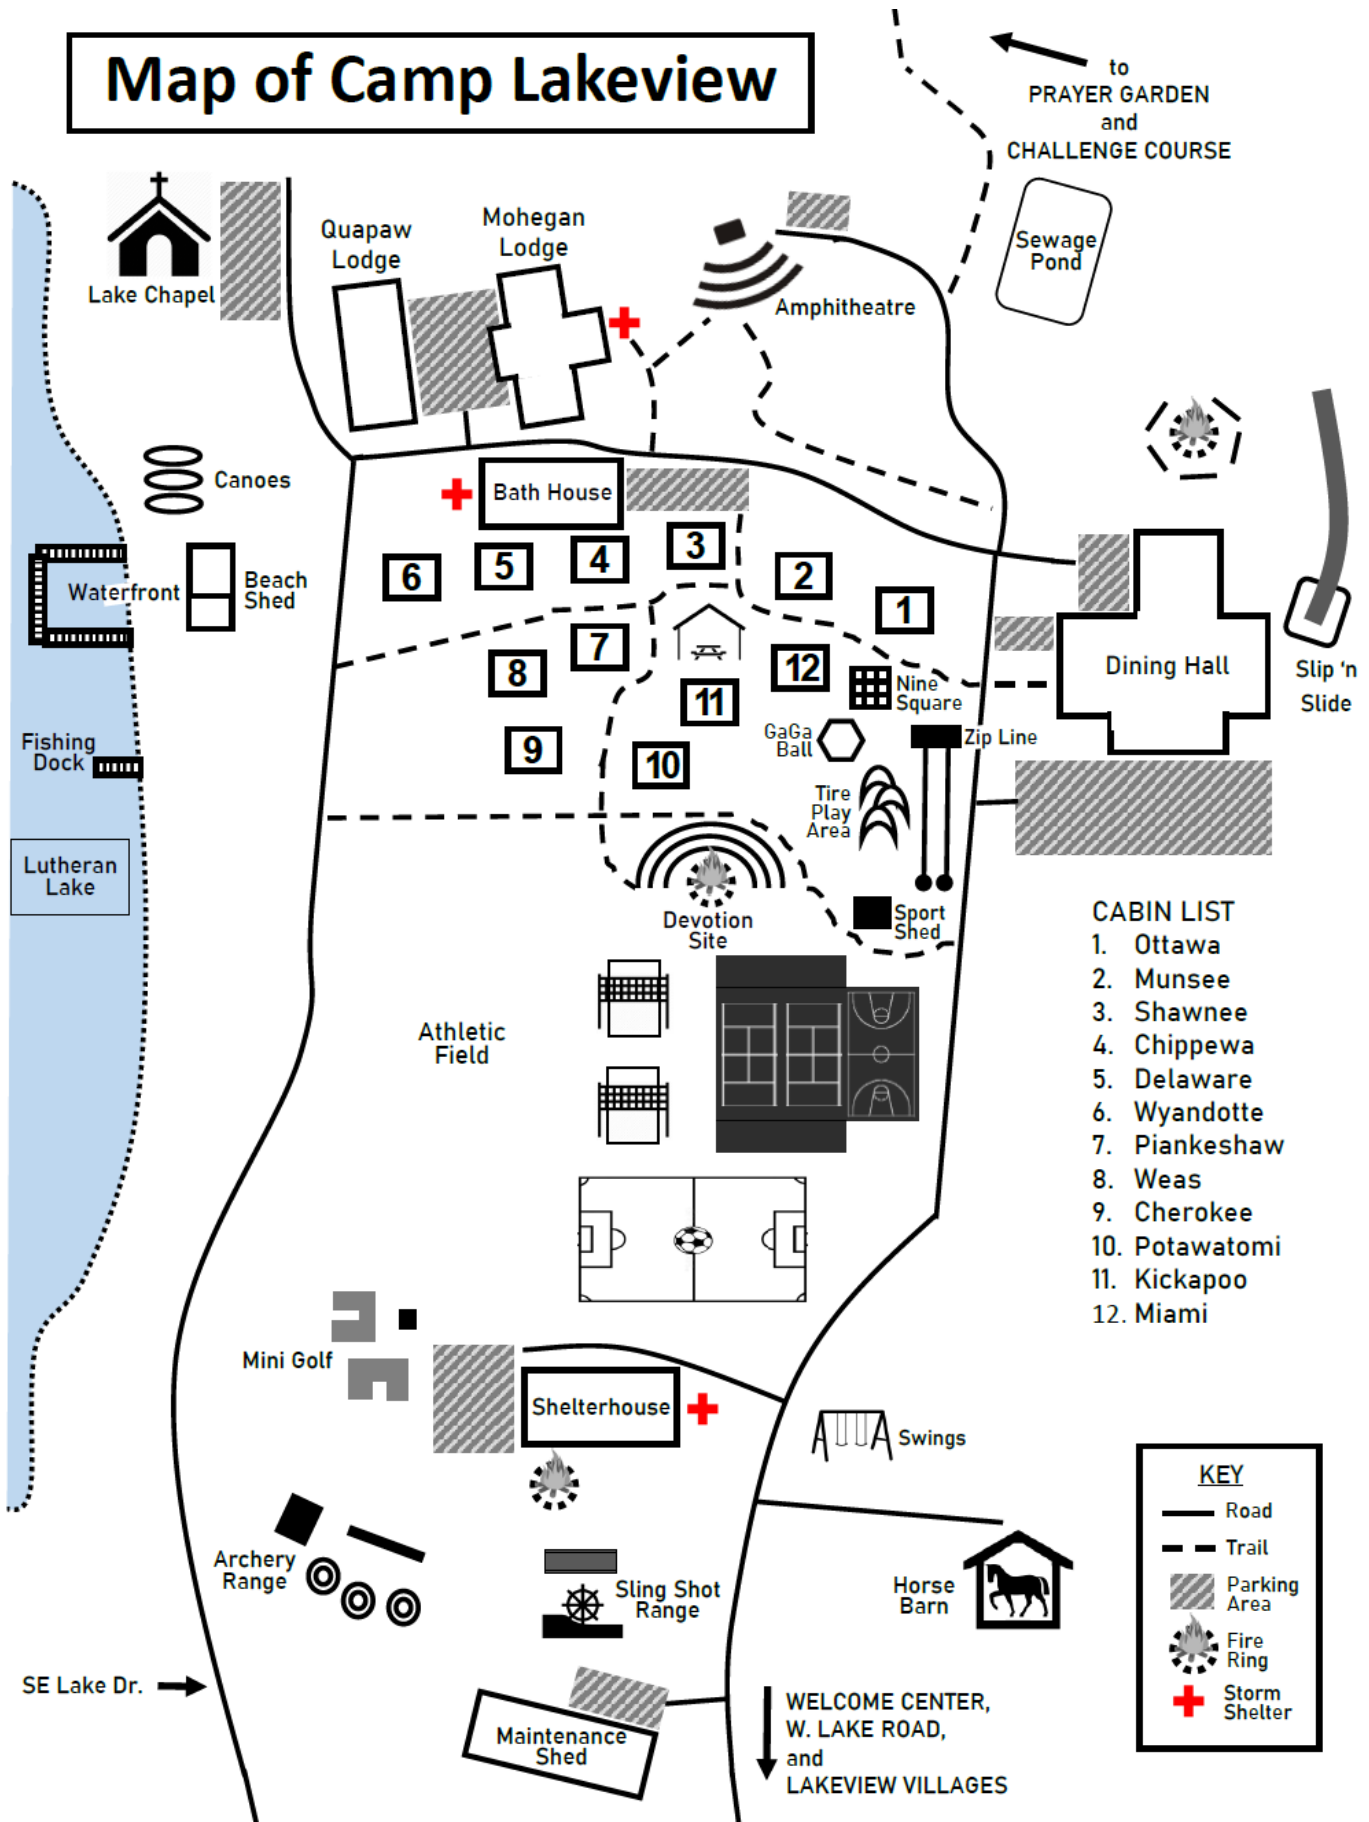 Map of Camp Lakeview
to
PRAYER GARDEN
and
CHALLENGE COURSE
Lake Chapel
Quapaw
Lodge
Mohegan
Lodge
Amphitheatre
Sewage
Pond
Canoes
Bath House
Waterfront
Beach
Shed
6
5
4
3
2
1
7
8
9
10
11
12
Nine
Square
GaGa
Ball
Zip Line
Tire
Play
Area
Dining Hall
Slip 'n
Slide
Fishing
Dock
Lutheran
Lake
Devotion
Site
Sport
Shed
Athletic
Field
CABIN LIST
1. Ottawa
2. Munsee
3. Shawnee
4. Chippewa
5. Delaware
6. Wyandotte
7. Piankeshaw
8. Weas
9. Cherokee
10. Potawatomi
11. Kickapoo
12. Miami
Mini Golf
Shelterhouse
Swings
Archery
Range
Sling Shot
Range
Horse
Barn
SE Lake Dr.
Maintenance
Shed
WELCOME CENTER,
W. LAKE ROAD,
and
LAKEVIEW VILLAGES
KEY
Road
Trail
Parking
Area
Fire
Ring
Storm
Shelter